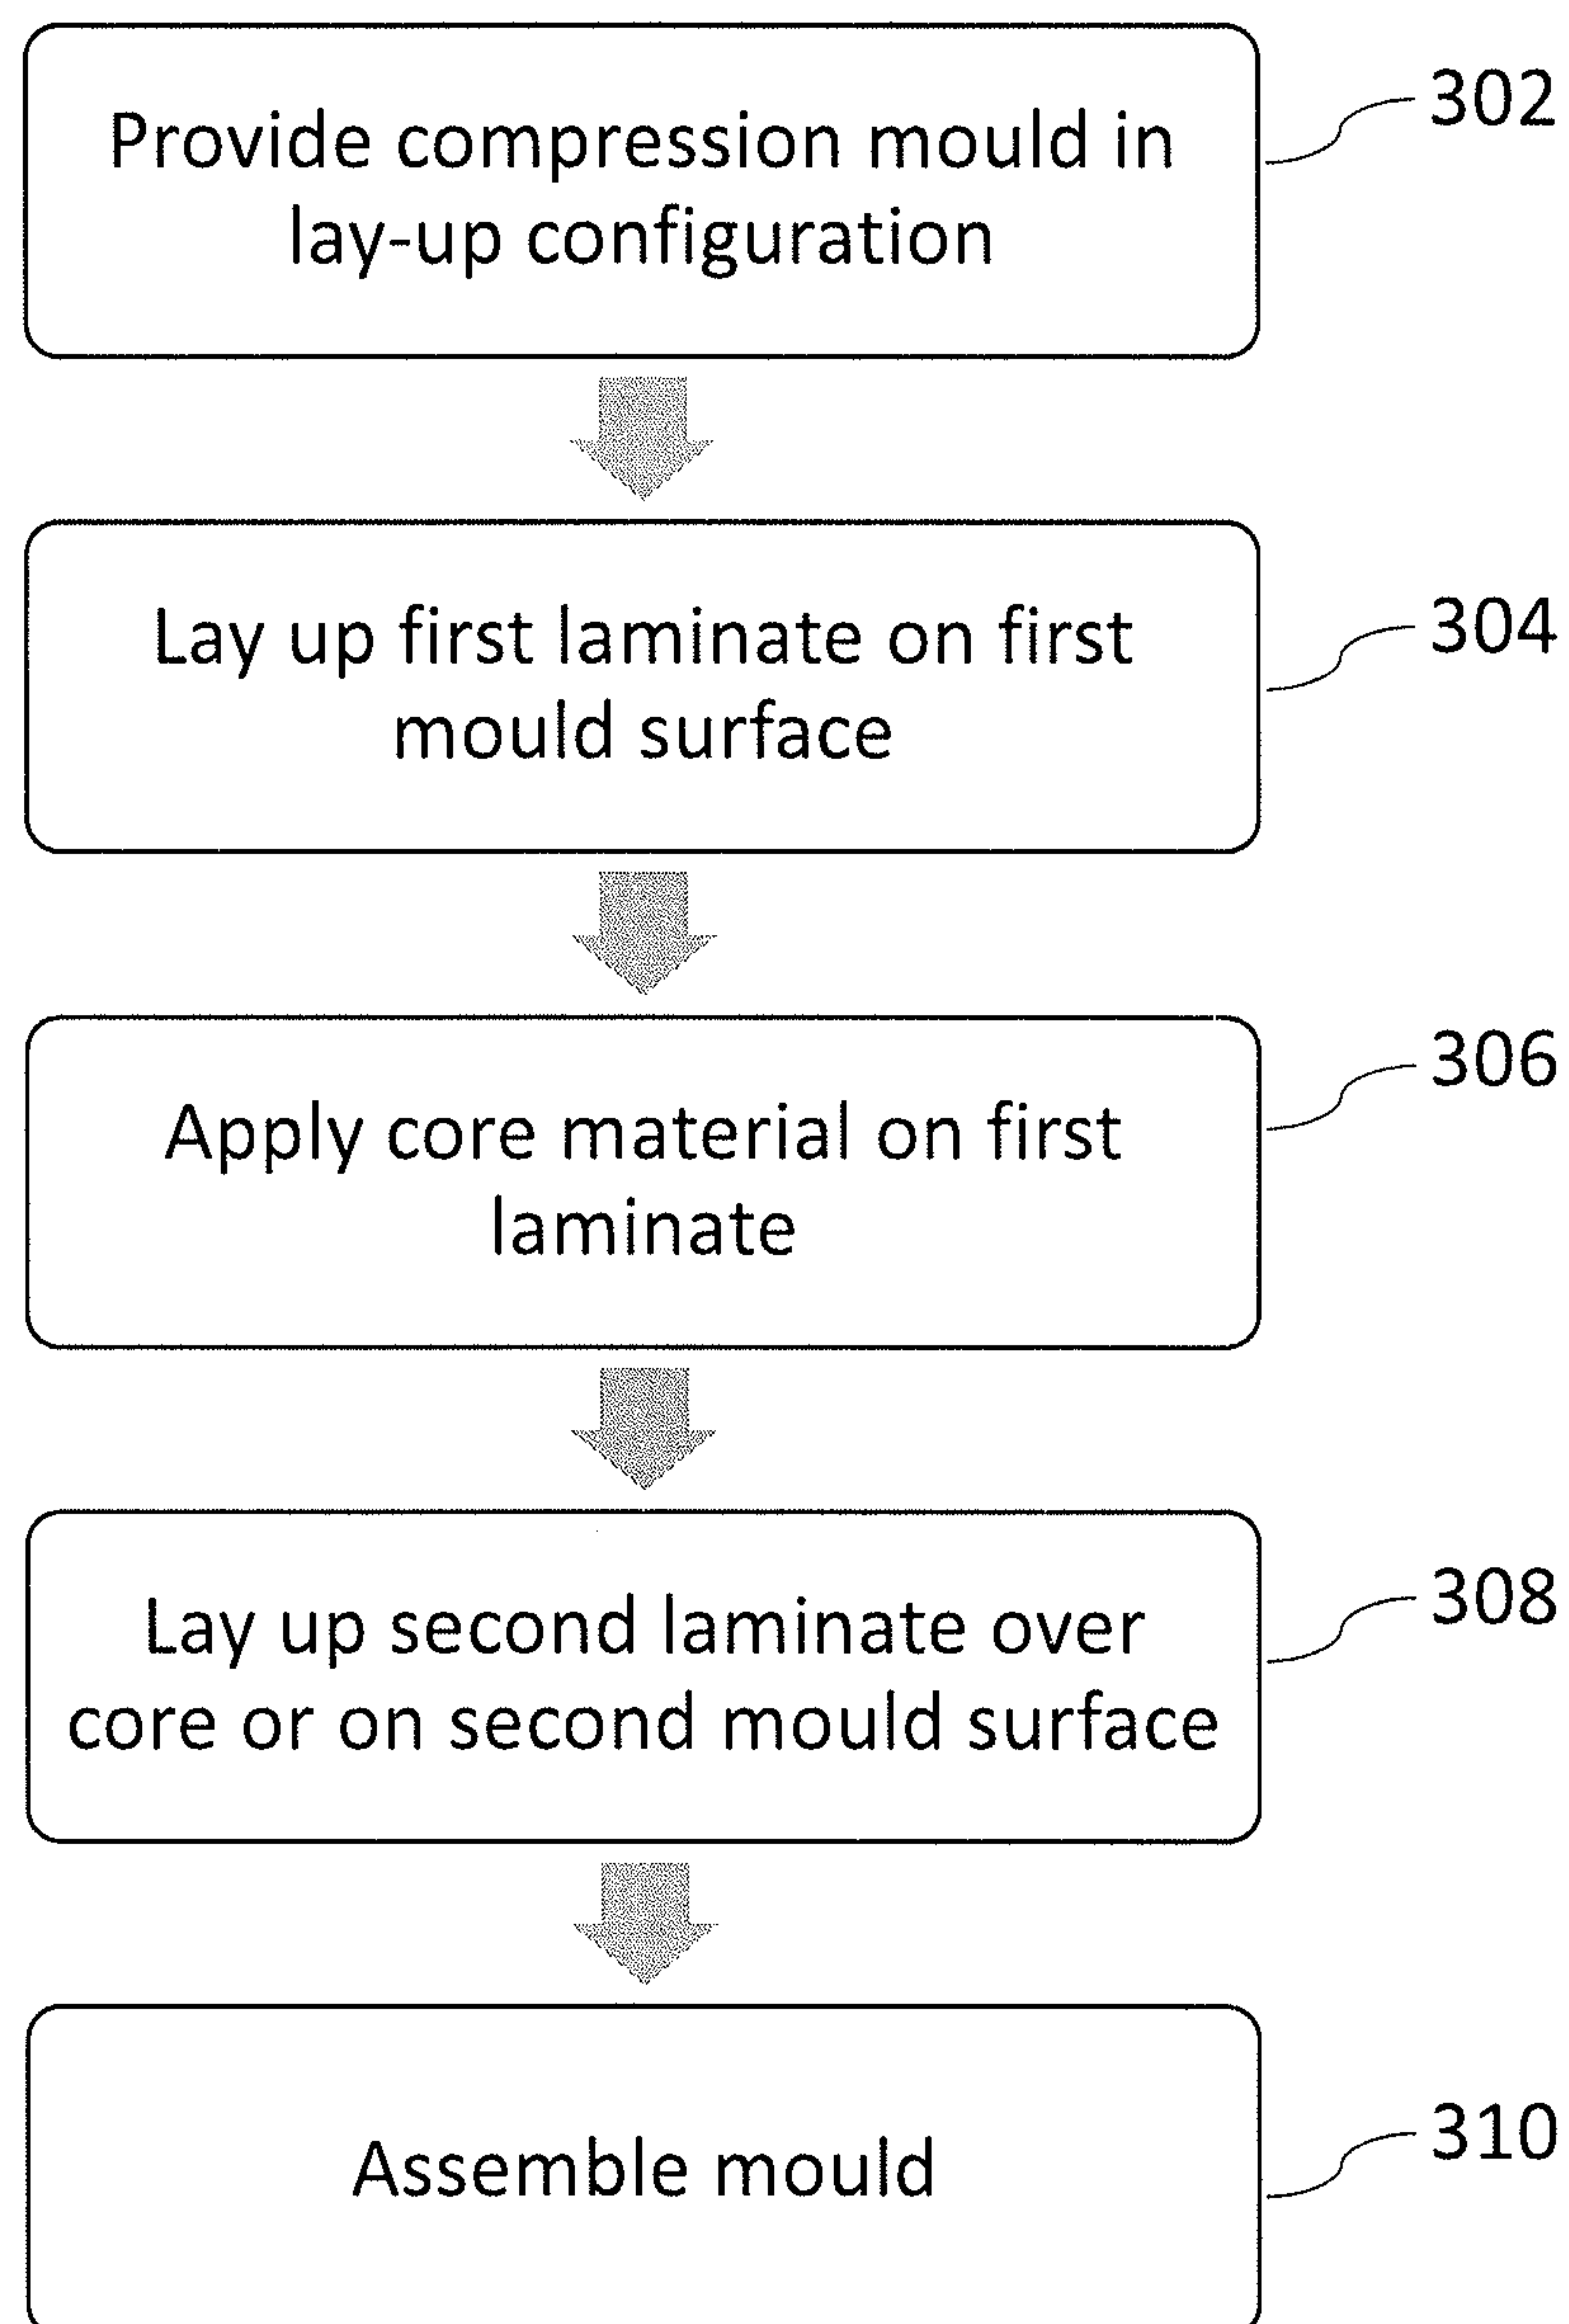 Provide compression mould in
lay-up configuration
302
Lay up first laminate on first
mould surface
304
Apply core material on first
laminate
306
Lay up second laminate over
core or on second mould surface
308
Assemble mould
310